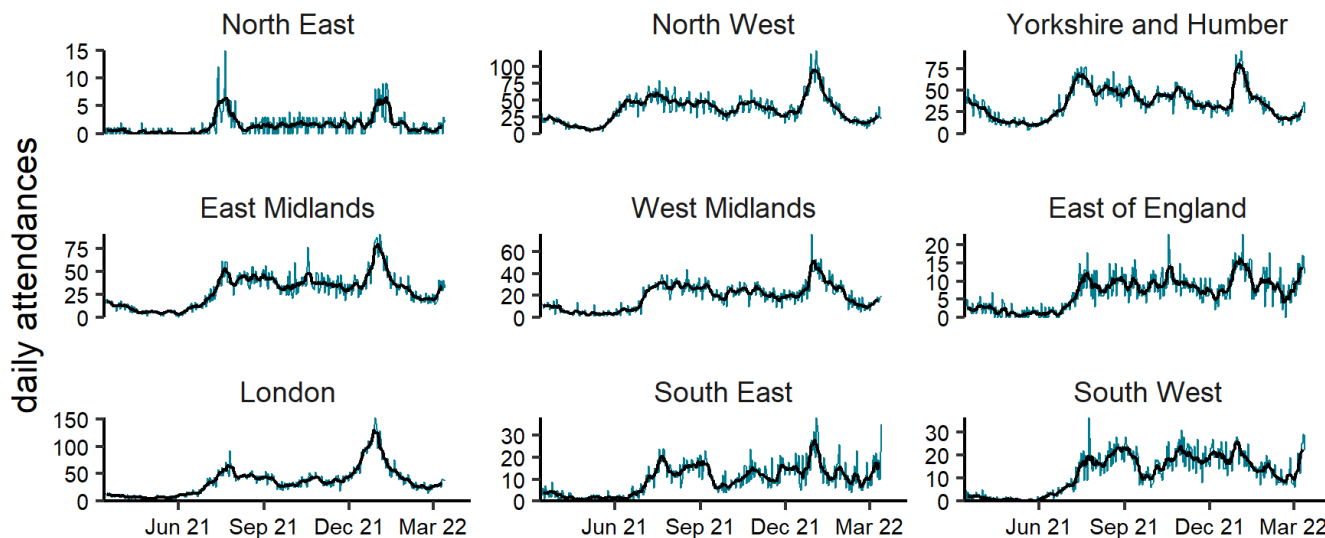 North East
North West
Yorkshire and Humber
15
10
5
0
100
75
50
25
0
75
50
25
0
East Midlands
West Midlands
East of England
75
50
25
0
60
40
20
0
20
15
10
5
0
London
South East
South West
150
100
50
0
30
20
10
0
30
20
10
0
Jun 21 Sep 21 Dec 21 Mar 22
Jun 21 Sep 21 Dec 21 Mar 22
Jun 21 Sep 21 Dec 21 Mar 22
daily attendances